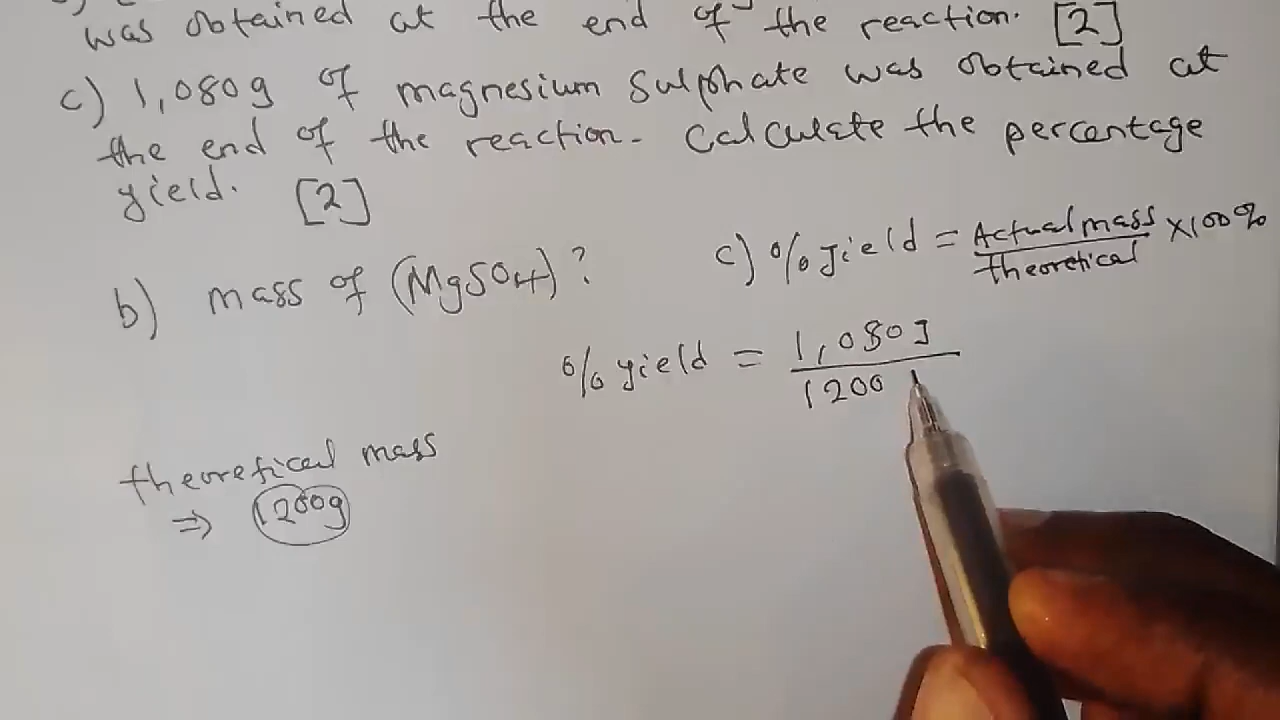 was obtained at the end of the reaction. [2]
c) 1,080g of magnesium sulphate was obtained at
the end of the reaction. Calculate the percentage
yield. [2]
b) mass of (MgSO4)?
c) % yield = Actual mass / theoretical ×100%
% yield = 1,080g / 1200
theoretical mass
⇒ 1200g